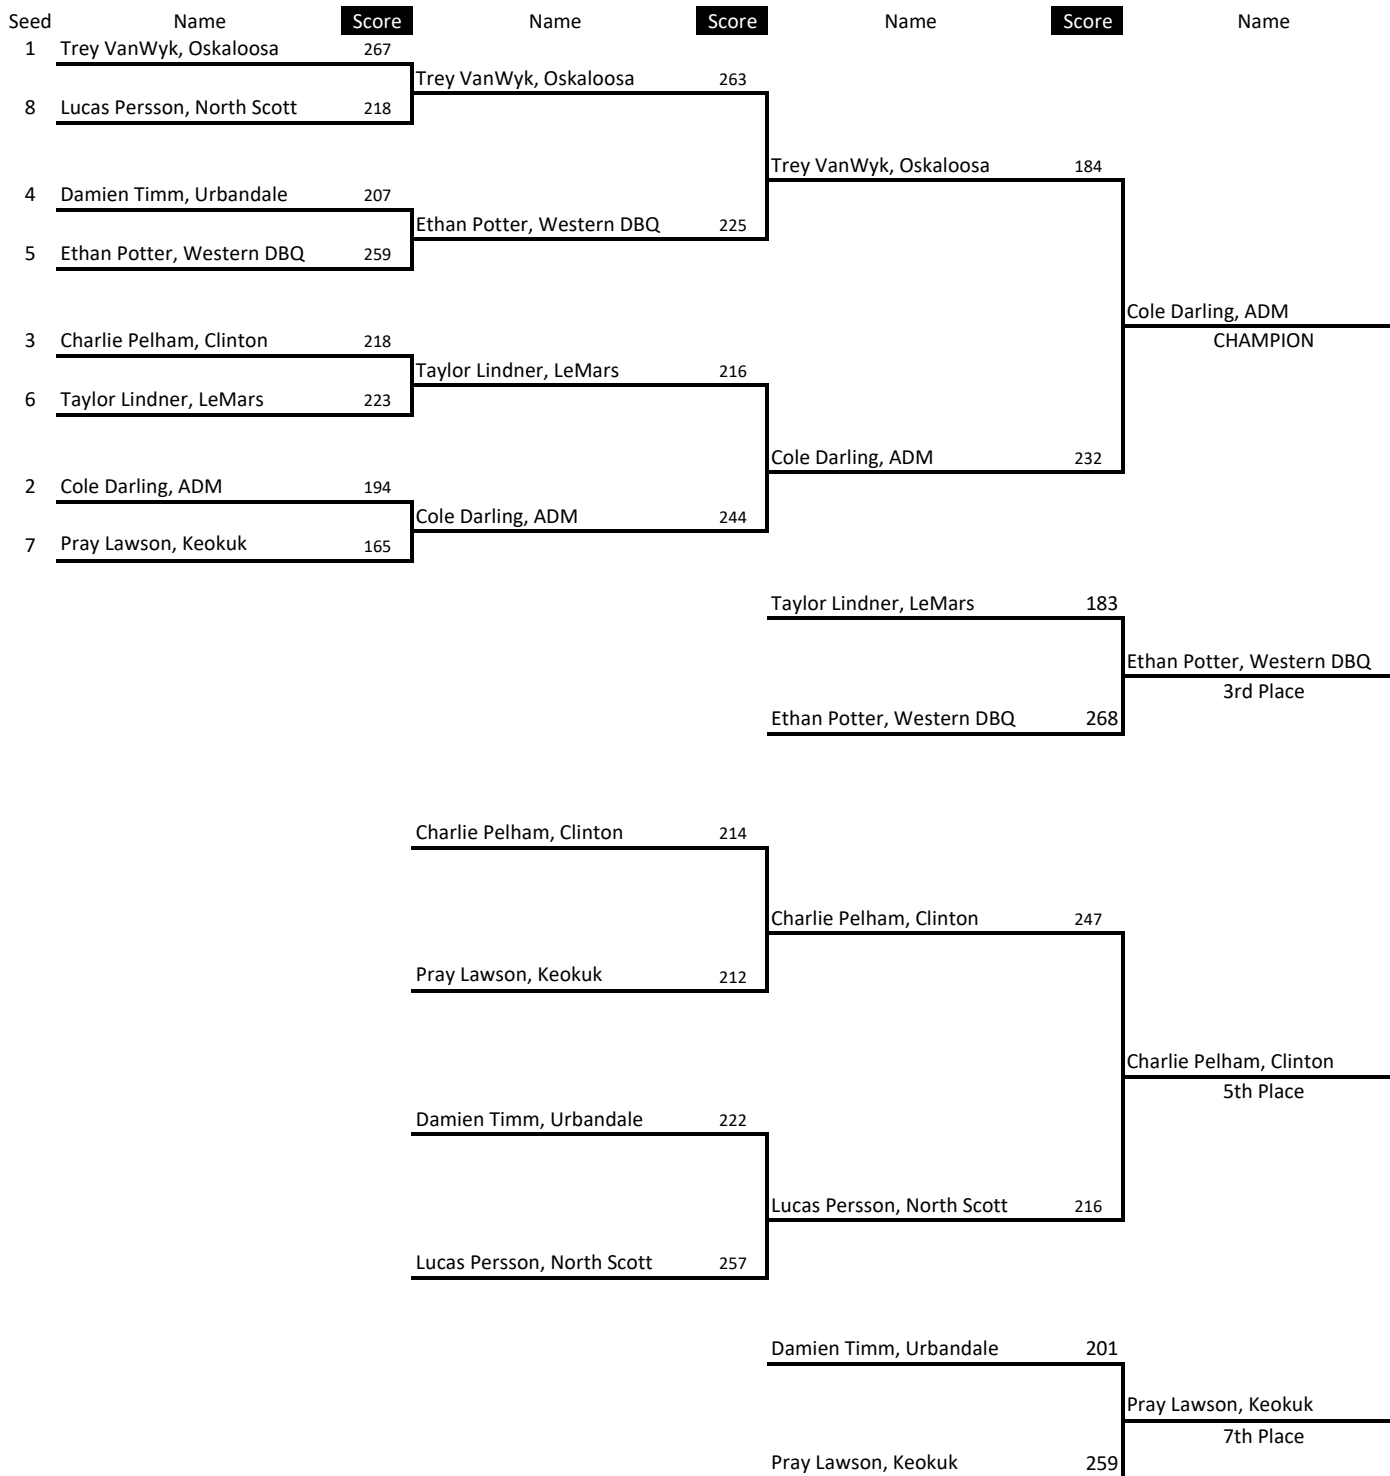 Seed Name Score Name Score Name Score Name
1 Trey VanWyk, Oskaloosa 267
Trey VanWyk, Oskaloosa 263
8 Lucas Persson, North Scott 218
Trey VanWyk, Oskaloosa 184
4 Damien Timm, Urbandale 207
Ethan Potter, Western DBQ 225
5 Ethan Potter, Western DBQ 259
Cole Darling, ADM
3 Charlie Pelham, Clinton 218 CHAMPION
Taylor Lindner, LeMars 216
6 Taylor Lindner, LeMars 223
Cole Darling, ADM 232
2 Cole Darling, ADM 194
Cole Darling, ADM 244
7 Pray Lawson, Keokuk 165
Taylor Lindner, LeMars 183
Ethan Potter, Western DBQ
3rd Place
Ethan Potter, Western DBQ 268
Charlie Pelham, Clinton 214
Charlie Pelham, Clinton 247
Pray Lawson, Keokuk 212
Charlie Pelham, Clinton
5th Place
Damien Timm, Urbandale 222
Lucas Persson, North Scott 216
Lucas Persson, North Scott 257
Damien Timm, Urbandale 201
Pray Lawson, Keokuk
7th Place
Pray Lawson, Keokuk 259